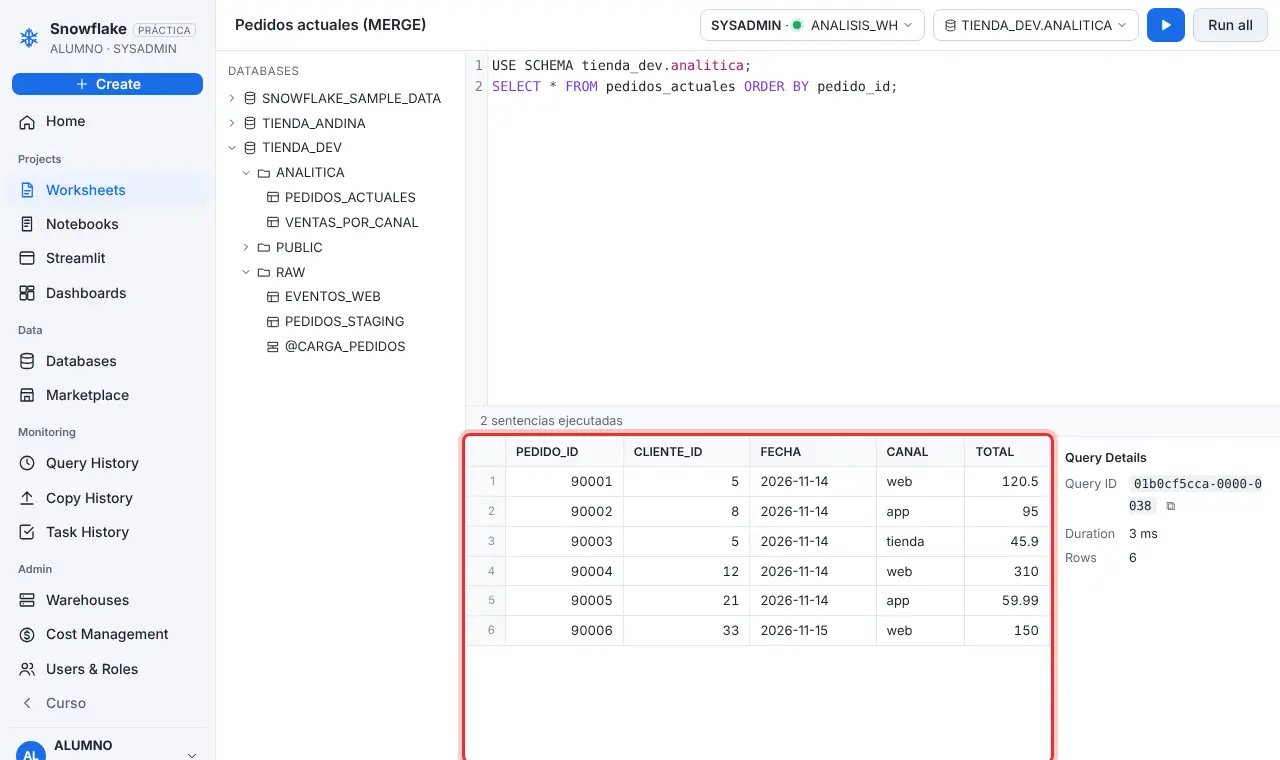 Snowflake PRÁCTICA
ALUMNO · SYSADMIN
Create
Home
Projects
Worksheets
Notebooks
Streamlit
Dashboards
Data
Databases
Marketplace
Monitoring
Query History
Copy History
Task History
Admin
Warehouses
Cost Management
Users & Roles
Curso
AL ALUMNO
Pedidos actuales (MERGE)
SYSADMIN · ANALISIS_WH
TIENDA_DEV.ANALITICA
Run all
DATABASES
SNOWFLAKE_SAMPLE_DATA
TIENDA_ANDINA
TIENDA_DEV
ANALITICA
PEDIDOS_ACTUALES
VENTAS_POR_CANAL
PUBLIC
RAW
EVENTOS_WEB
PEDIDOS_STAGING
@CARGA_PEDIDOS
1 USE SCHEMA tienda_dev.analitica;
2 SELECT * FROM pedidos_actuales ORDER BY pedido_id;
2 sentencias ejecutadas
PEDIDO_ID CLIENTE_ID FECHA CANAL TOTAL
1 90001 5 2026-11-14 web 120.5
2 90002 8 2026-11-14 app 95
3 90003 5 2026-11-14 tienda 45.9
4 90004 12 2026-11-14 web 310
5 90005 21 2026-11-14 app 59.99
6 90006 33 2026-11-15 web 150
Query Details
Query ID 01b0cf5cca-0000-0
038
Duration 3 ms
Rows 6